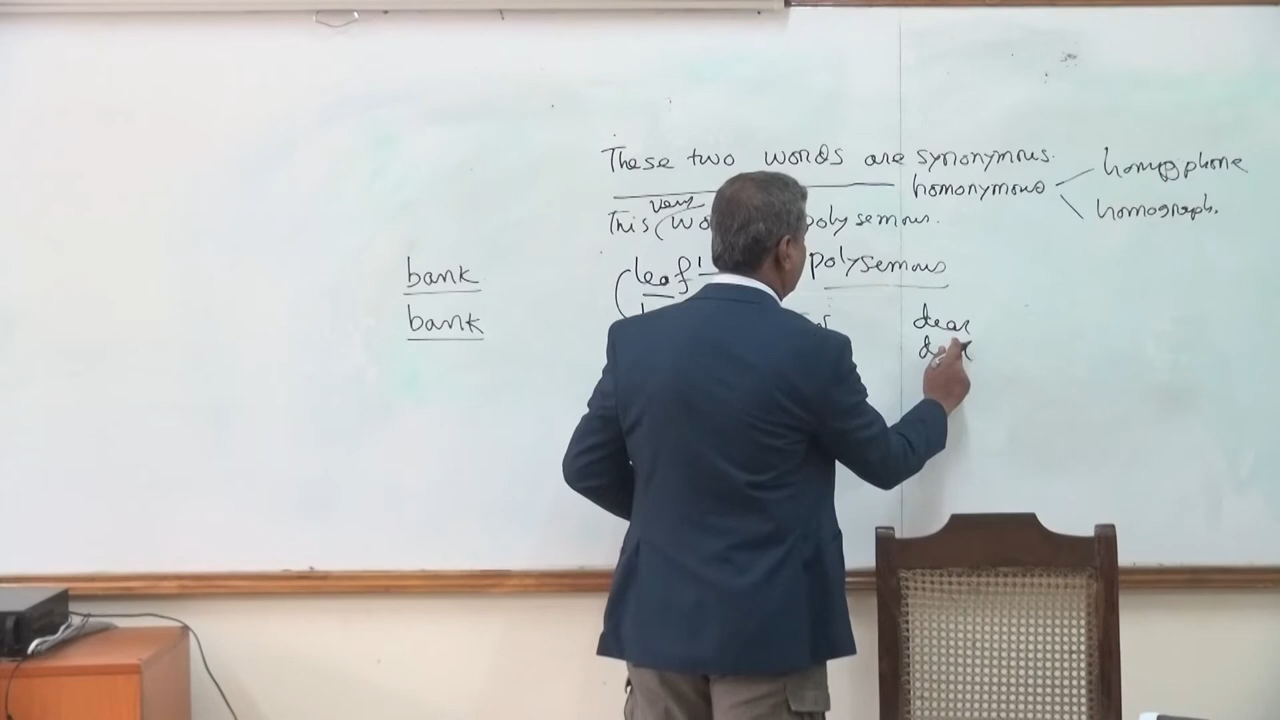 These two words are synonymous.
homonymous
homophone
homograph.
very
This polysemous.
leaf polysemous
bank
bank
dear